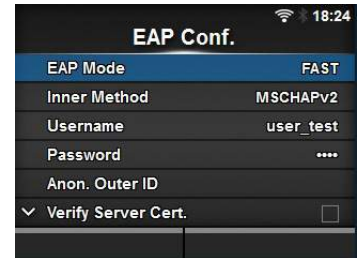 18:24
EAP Conf.
EAP Mode FAST
Inner Method MSCHAPv2
Username user_test
Password ••••
Anon. Outer ID
Verify Server Cert.